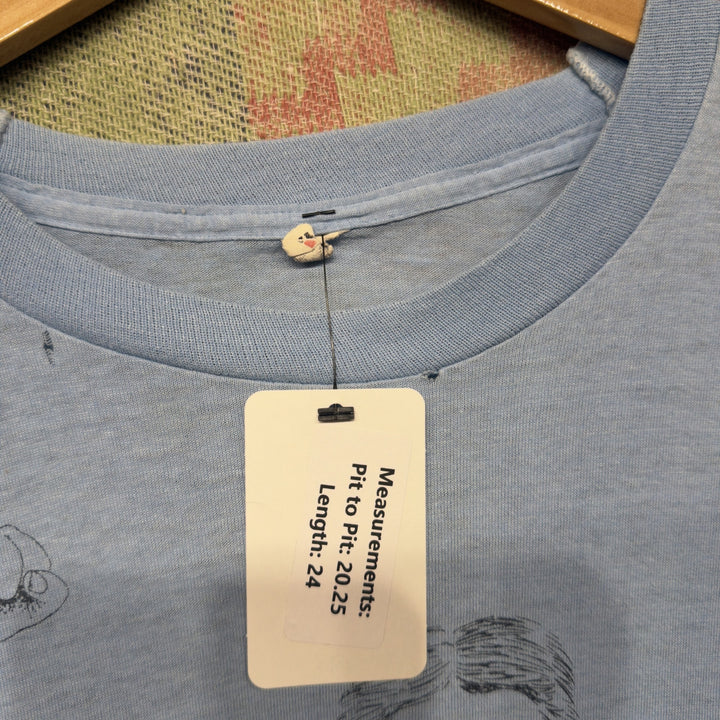 Measurements:
Pit to Pit: 20.25
Length: 24